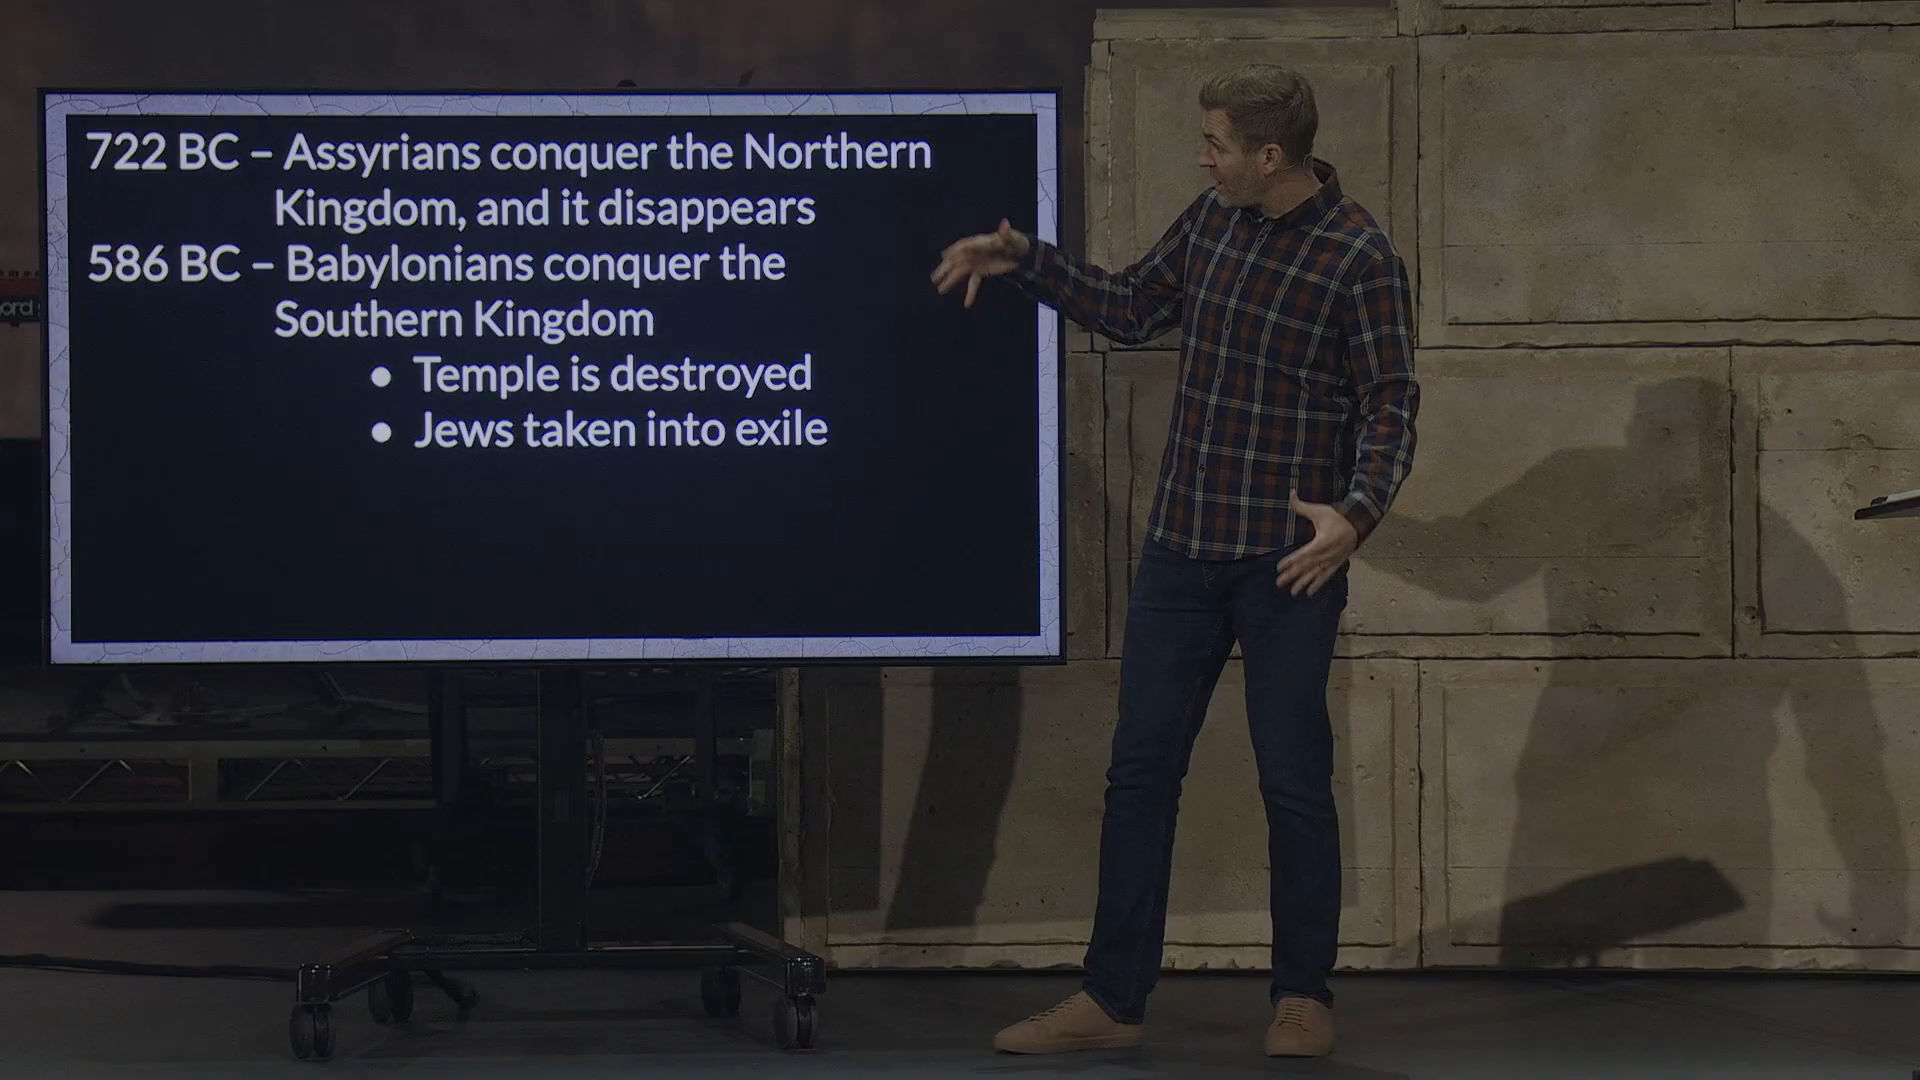 722 BC – Assyrians conquer the Northern
Kingdom, and it disappears
586 BC – Babylonians conquer the
Southern Kingdom
● Temple is destroyed
● Jews taken into exile
ord